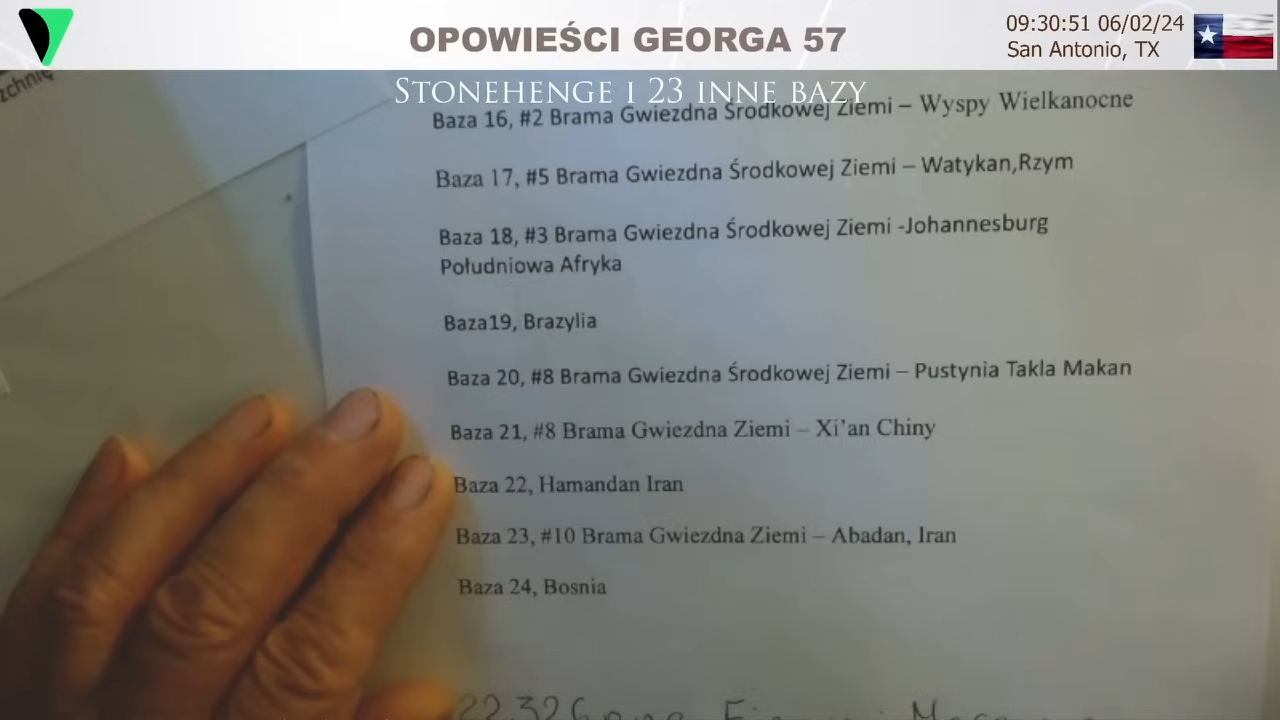 OPOWIEŚCI GEORGA 57
09:30:51 06/02/24
San Antonio, TX
STONEHENGE I 23 INNE BAZY
Baza 16, #2 Brama Gwiezdna Środkowej Ziemi – Wyspy Wielkanocne
Baza 17, #5 Brama Gwiezdna Środkowej Ziemi – Watykan,Rzym
Baza 18, #3 Brama Gwiezdna Środkowej Ziemi -Johannesburg
Południowa Afryka
Baza19, Brazylia
Baza 20, #8 Brama Gwiezdna Środkowej Ziemi – Pustynia Takla Makan
Baza 21, #8 Brama Gwiezdna Ziemi – Xi’an Chiny
Baza 22, Hamandan Iran
Baza 23, #10 Brama Gwiezdna Ziemi – Abadan, Iran
Baza 24, Bosnia